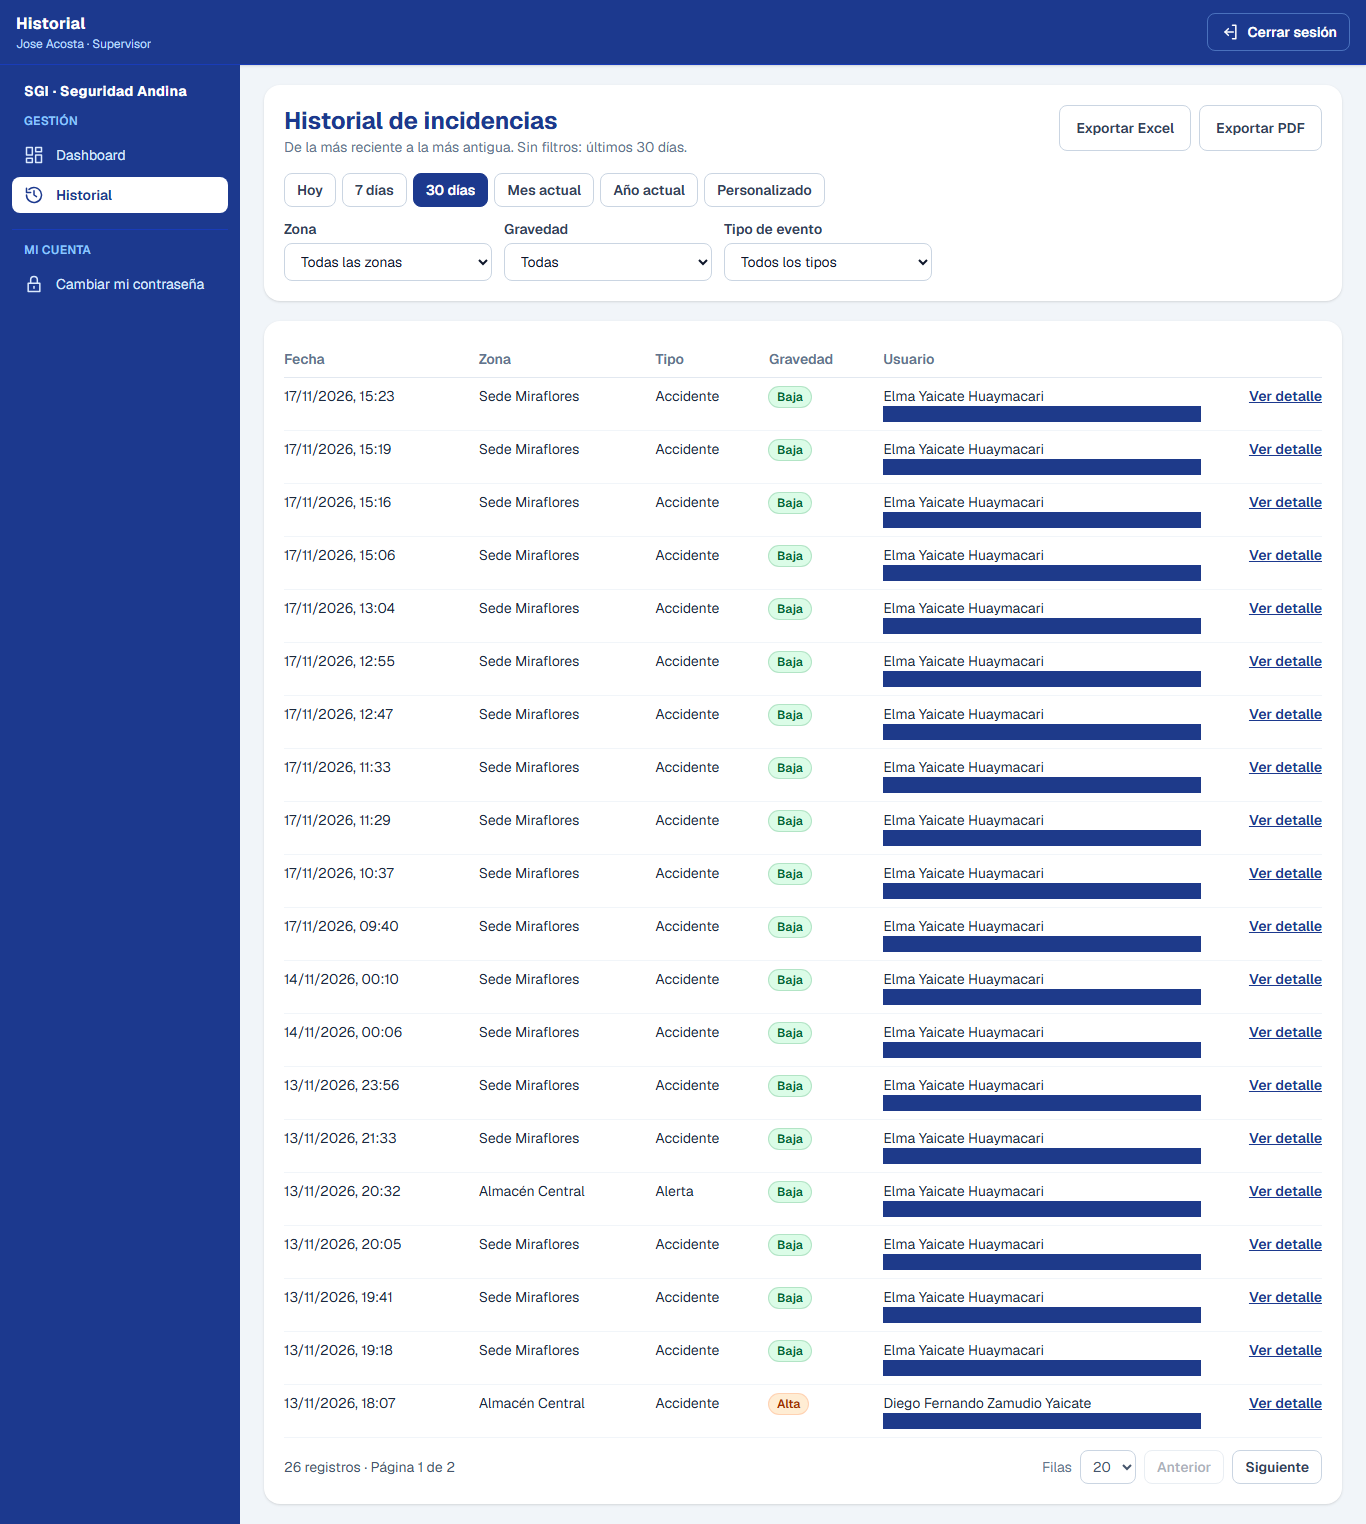 Historial
Jose Acosta · Supervisor
Cerrar sesión
SGI · Seguridad Andina
GESTIÓN
Dashboard
Historial
MI CUENTA
Cambiar mi contraseña
Historial de incidencias
De la más reciente a la más antigua. Sin filtros: últimos 30 días.
Exportar Excel
Exportar PDF
Hoy 7 días 30 días Mes actual Año actual Personalizado
Zona Gravedad Tipo de evento
Todas las zonas Todas Todos los tipos
Fecha Zona Tipo Gravedad Usuario
17/11/2026, 15:23 Sede Miraflores Accidente Baja Elma Yaicate Huaymacari Ver detalle
17/11/2026, 15:19 Sede Miraflores Accidente Baja Elma Yaicate Huaymacari Ver detalle
17/11/2026, 15:16 Sede Miraflores Accidente Baja Elma Yaicate Huaymacari Ver detalle
17/11/2026, 15:06 Sede Miraflores Accidente Baja Elma Yaicate Huaymacari Ver detalle
17/11/2026, 13:04 Sede Miraflores Accidente Baja Elma Yaicate Huaymacari Ver detalle
17/11/2026, 12:55 Sede Miraflores Accidente Baja Elma Yaicate Huaymacari Ver detalle
17/11/2026, 12:47 Sede Miraflores Accidente Baja Elma Yaicate Huaymacari Ver detalle
17/11/2026, 11:33 Sede Miraflores Accidente Baja Elma Yaicate Huaymacari Ver detalle
17/11/2026, 11:29 Sede Miraflores Accidente Baja Elma Yaicate Huaymacari Ver detalle
17/11/2026, 10:37 Sede Miraflores Accidente Baja Elma Yaicate Huaymacari Ver detalle
17/11/2026, 09:40 Sede Miraflores Accidente Baja Elma Yaicate Huaymacari Ver detalle
14/11/2026, 00:10 Sede Miraflores Accidente Baja Elma Yaicate Huaymacari Ver detalle
14/11/2026, 00:06 Sede Miraflores Accidente Baja Elma Yaicate Huaymacari Ver detalle
13/11/2026, 23:56 Sede Miraflores Accidente Baja Elma Yaicate Huaymacari Ver detalle
13/11/2026, 21:33 Sede Miraflores Accidente Baja Elma Yaicate Huaymacari Ver detalle
13/11/2026, 20:32 Almacén Central Alerta Baja Elma Yaicate Huaymacari Ver detalle
13/11/2026, 20:05 Sede Miraflores Accidente Baja Elma Yaicate Huaymacari Ver detalle
13/11/2026, 19:41 Sede Miraflores Accidente Baja Elma Yaicate Huaymacari Ver detalle
13/11/2026, 19:18 Sede Miraflores Accidente Baja Elma Yaicate Huaymacari Ver detalle
13/11/2026, 18:07 Almacén Central Accidente Alta Diego Fernando Zamudio Yaicate Ver detalle
26 registros · Página 1 de 2
Filas 20 Anterior Siguiente